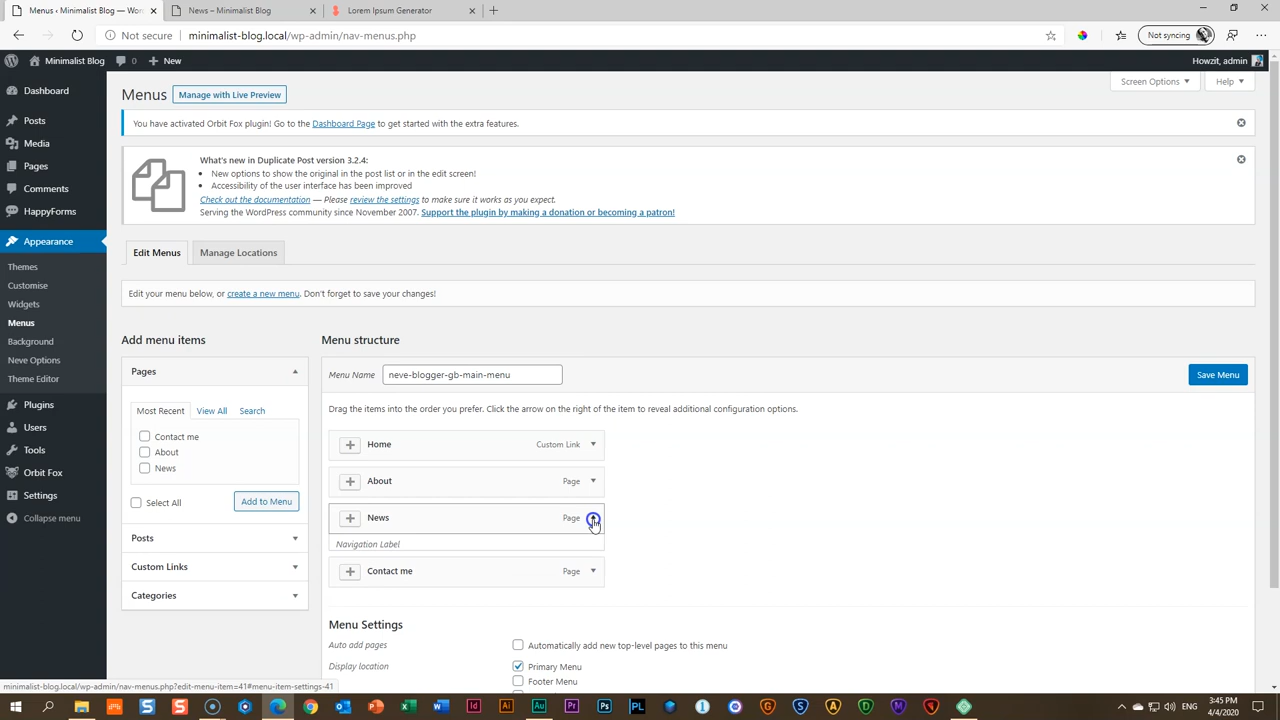 Menus ‹ Minimalist Blog — Wor
News – Minimalist Blog
Lorem Ipsum Generator
Not secure
minimalist-blog.local/wp-admin/nav-menus.php
Not syncing
Minimalist Blog
0
New
Howzit, admin
Dashboard
Posts
Media
Pages
Comments
HappyForms
Appearance
Themes
Customise
Widgets
Menus
Background
Neve Options
Theme Editor
Plugins
Users
Tools
Orbit Fox
Settings
Collapse menu
Screen Options
Help
Menus
Manage with Live Preview
You have activated Orbit Fox plugin! Go to the Dashboard Page to get started with the extra features.
What's new in Duplicate Post version 3.2.4:
• New options to show the original in the post list or in the edit screen!
• Accessibility of the user interface has been improved
Check out the documentation — Please review the settings to make sure it works as you expect.
Serving the WordPress community since November 2007. Support the plugin by making a donation or becoming a patron!
Edit Menus
Manage Locations
Edit your menu below, or create a new menu. Don't forget to save your changes!
Add menu items
Pages
Most Recent
View All
Search
Contact me
About
News
Select All
Add to Menu
Posts
Custom Links
Categories
Menu structure
Menu Name
neve-blogger-gb-main-menu
Save Menu
Drag the items into the order you prefer. Click the arrow on the right of the item to reveal additional configuration options.
Home
Custom Link
About
Page
News
Page
Navigation Label
Contact me
Page
Menu Settings
Auto add pages
Automatically add new top-level pages to this menu
Display location
Primary Menu
Footer Menu
minimalist-blog.local/wp-admin/nav-menus.php?edit-menu-item=41#menu-item-settings-41
Id
Ai
Au
Pr
Ps
PL
ENG
3:45 PM
4/4/2020